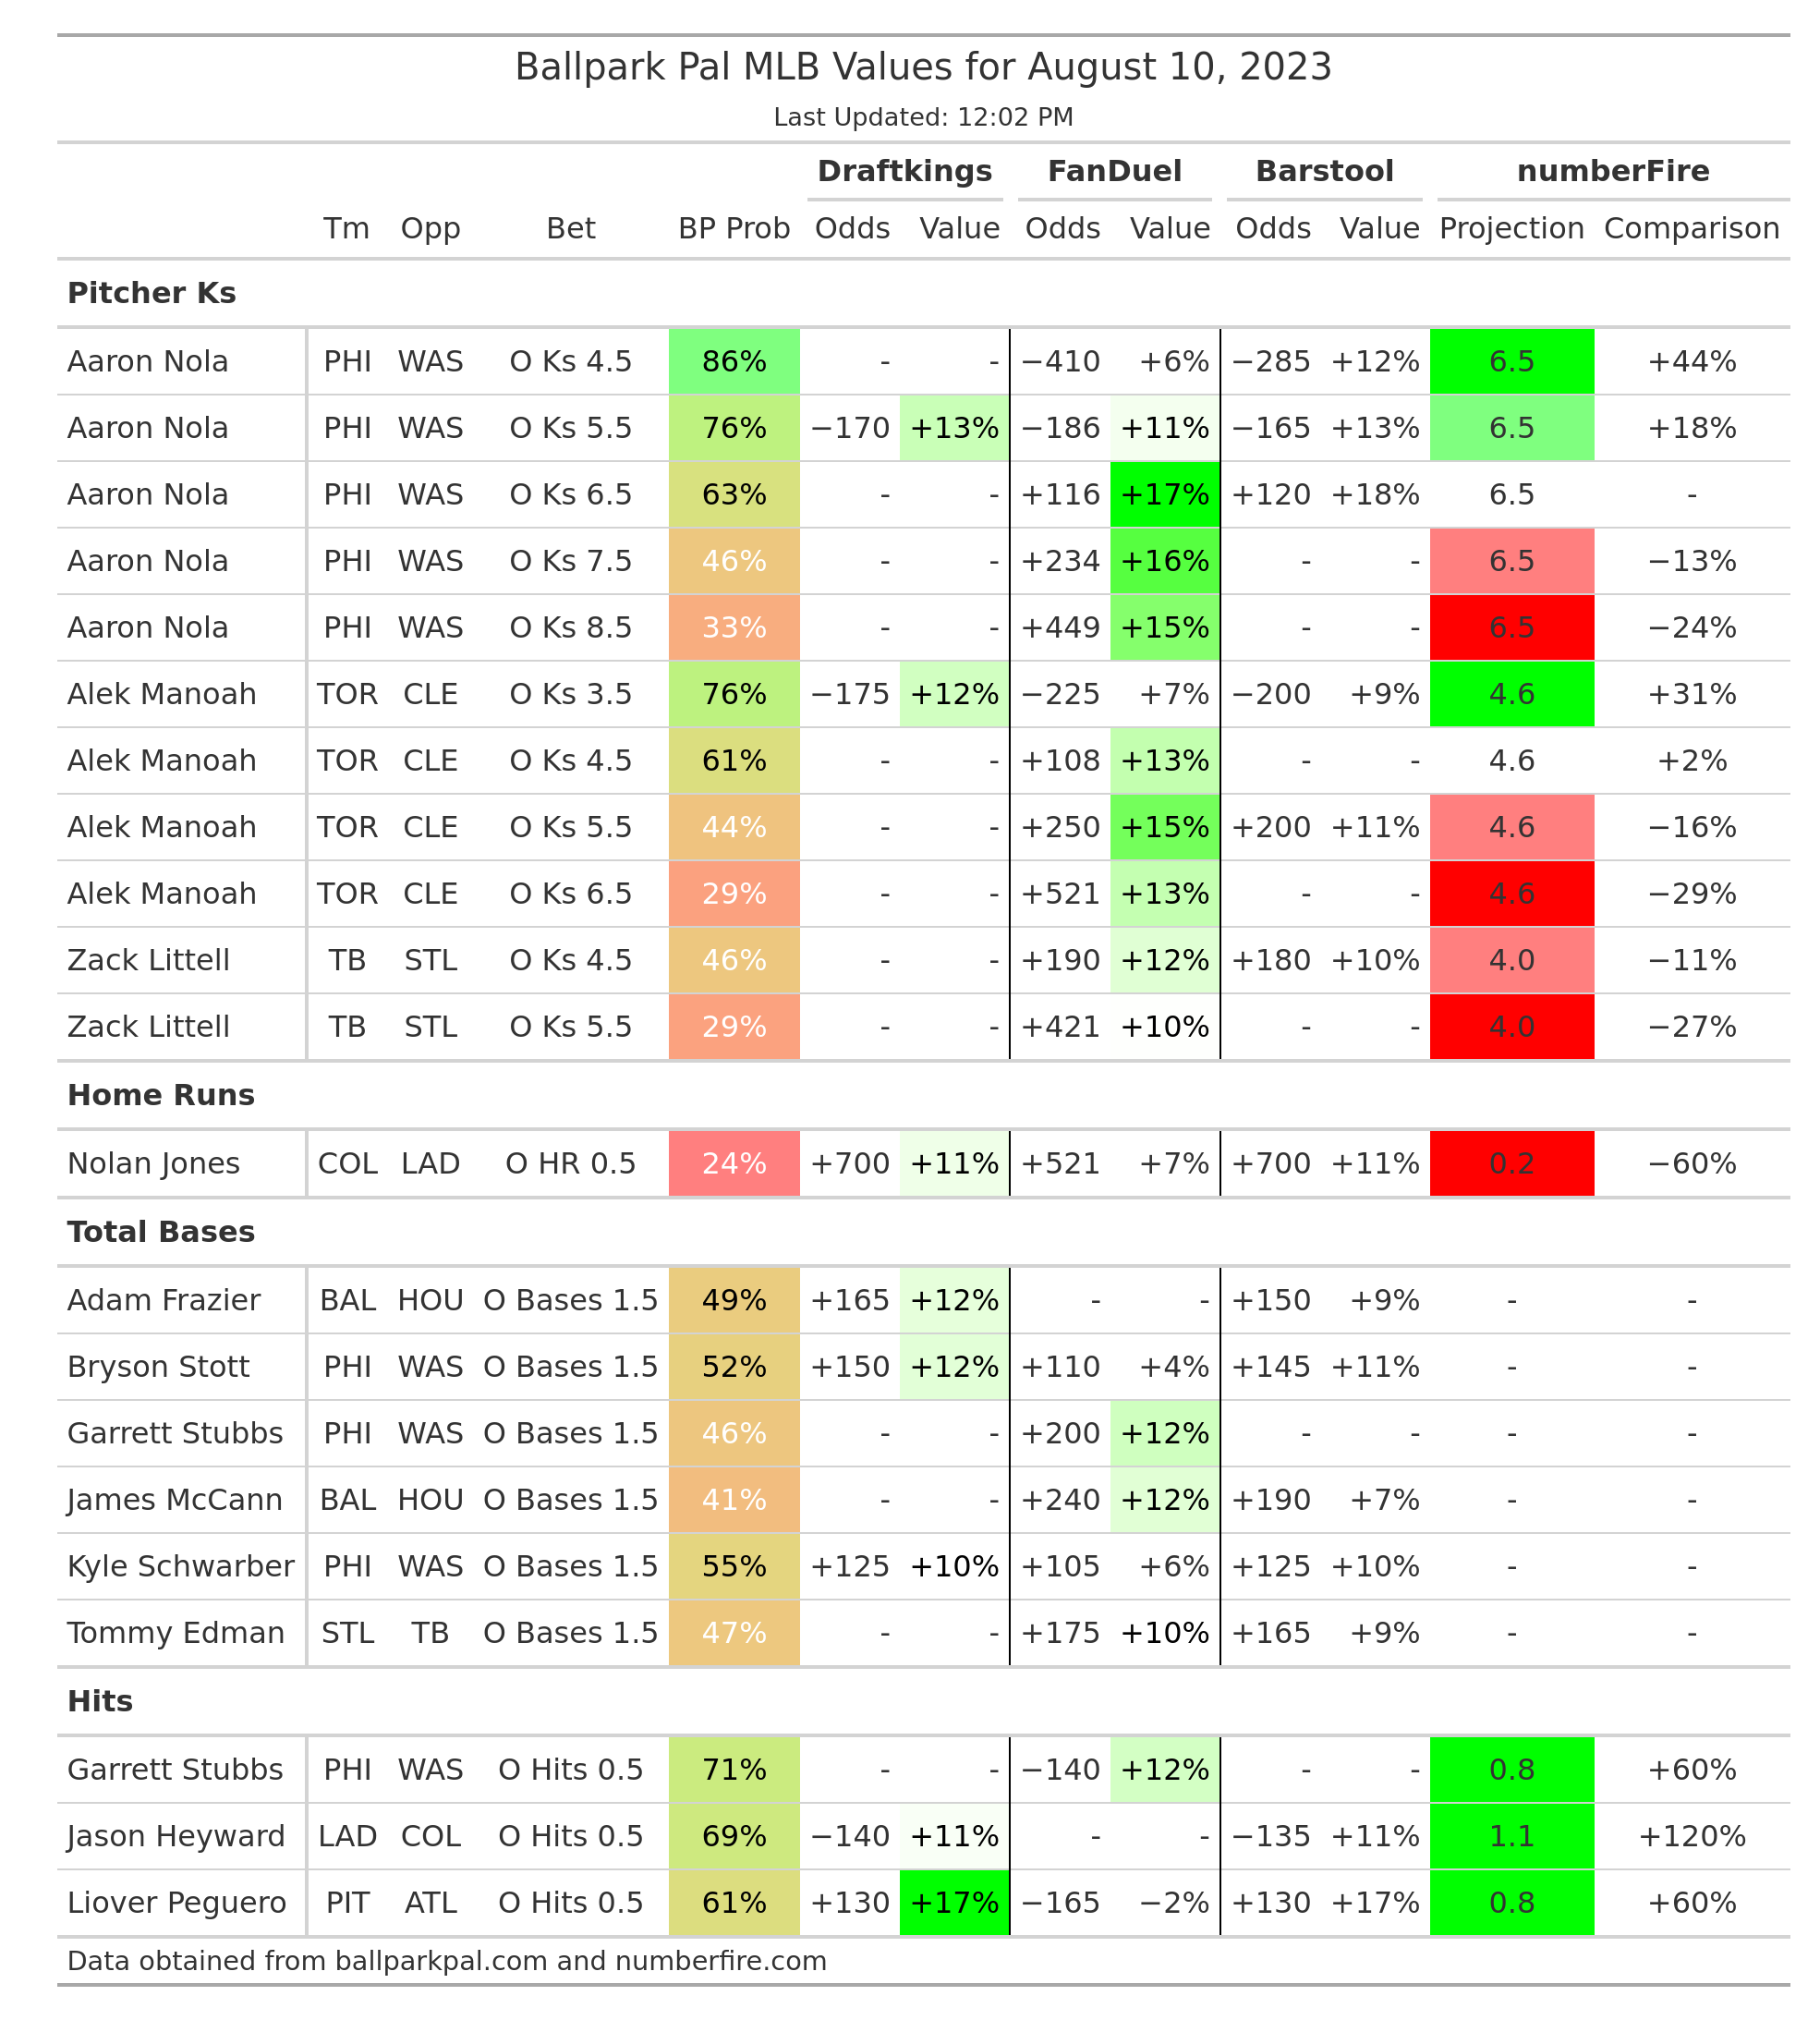 Ballpark Pal MLB Values for August 10, 2023
Last Updated: 12:02 PM
Draftkings FanDuel Barstool numberFire
Tm Opp Bet BP Prob Odds Value Odds Value Odds Value Projection Comparison
Pitcher Ks
Aaron Nola PHI WAS O Ks 4.5 86% - - −410 +6% −285 +12% 6.5 +44%
Aaron Nola PHI WAS O Ks 5.5 76% −170 +13% −186 +11% −165 +13% 6.5 +18%
Aaron Nola PHI WAS O Ks 6.5 63% - - +116 +17% +120 +18% 6.5 -
Aaron Nola PHI WAS O Ks 7.5 46% - - +234 +16% - - 6.5 −13%
Aaron Nola PHI WAS O Ks 8.5 33% - - +449 +15% - - 6.5 −24%
Alek Manoah TOR CLE O Ks 3.5 76% −175 +12% −225 +7% −200 +9% 4.6 +31%
Alek Manoah TOR CLE O Ks 4.5 61% - - +108 +13% - - 4.6 +2%
Alek Manoah TOR CLE O Ks 5.5 44% - - +250 +15% +200 +11% 4.6 −16%
Alek Manoah TOR CLE O Ks 6.5 29% - - +521 +13% - - 4.6 −29%
Zack Littell TB STL O Ks 4.5 46% - - +190 +12% +180 +10% 4.0 −11%
Zack Littell TB STL O Ks 5.5 29% - - +421 +10% - - 4.0 −27%
Home Runs
Nolan Jones COL LAD O HR 0.5 24% +700 +11% +521 +7% +700 +11% 0.2 −60%
Total Bases
Adam Frazier BAL HOU O Bases 1.5 49% +165 +12% - - +150 +9% - -
Bryson Stott PHI WAS O Bases 1.5 52% +150 +12% +110 +4% +145 +11% - -
Garrett Stubbs PHI WAS O Bases 1.5 46% - - +200 +12% - - - -
James McCann BAL HOU O Bases 1.5 41% - - +240 +12% +190 +7% - -
Kyle Schwarber PHI WAS O Bases 1.5 55% +125 +10% +105 +6% +125 +10% - -
Tommy Edman STL TB O Bases 1.5 47% - - +175 +10% +165 +9% - -
Hits
Garrett Stubbs PHI WAS O Hits 0.5 71% - - −140 +12% - - 0.8 +60%
Jason Heyward LAD COL O Hits 0.5 69% −140 +11% - - −135 +11% 1.1 +120%
Liover Peguero PIT ATL O Hits 0.5 61% +130 +17% −165 −2% +130 +17% 0.8 +60%
Data obtained from ballparkpal.com and numberfire.com